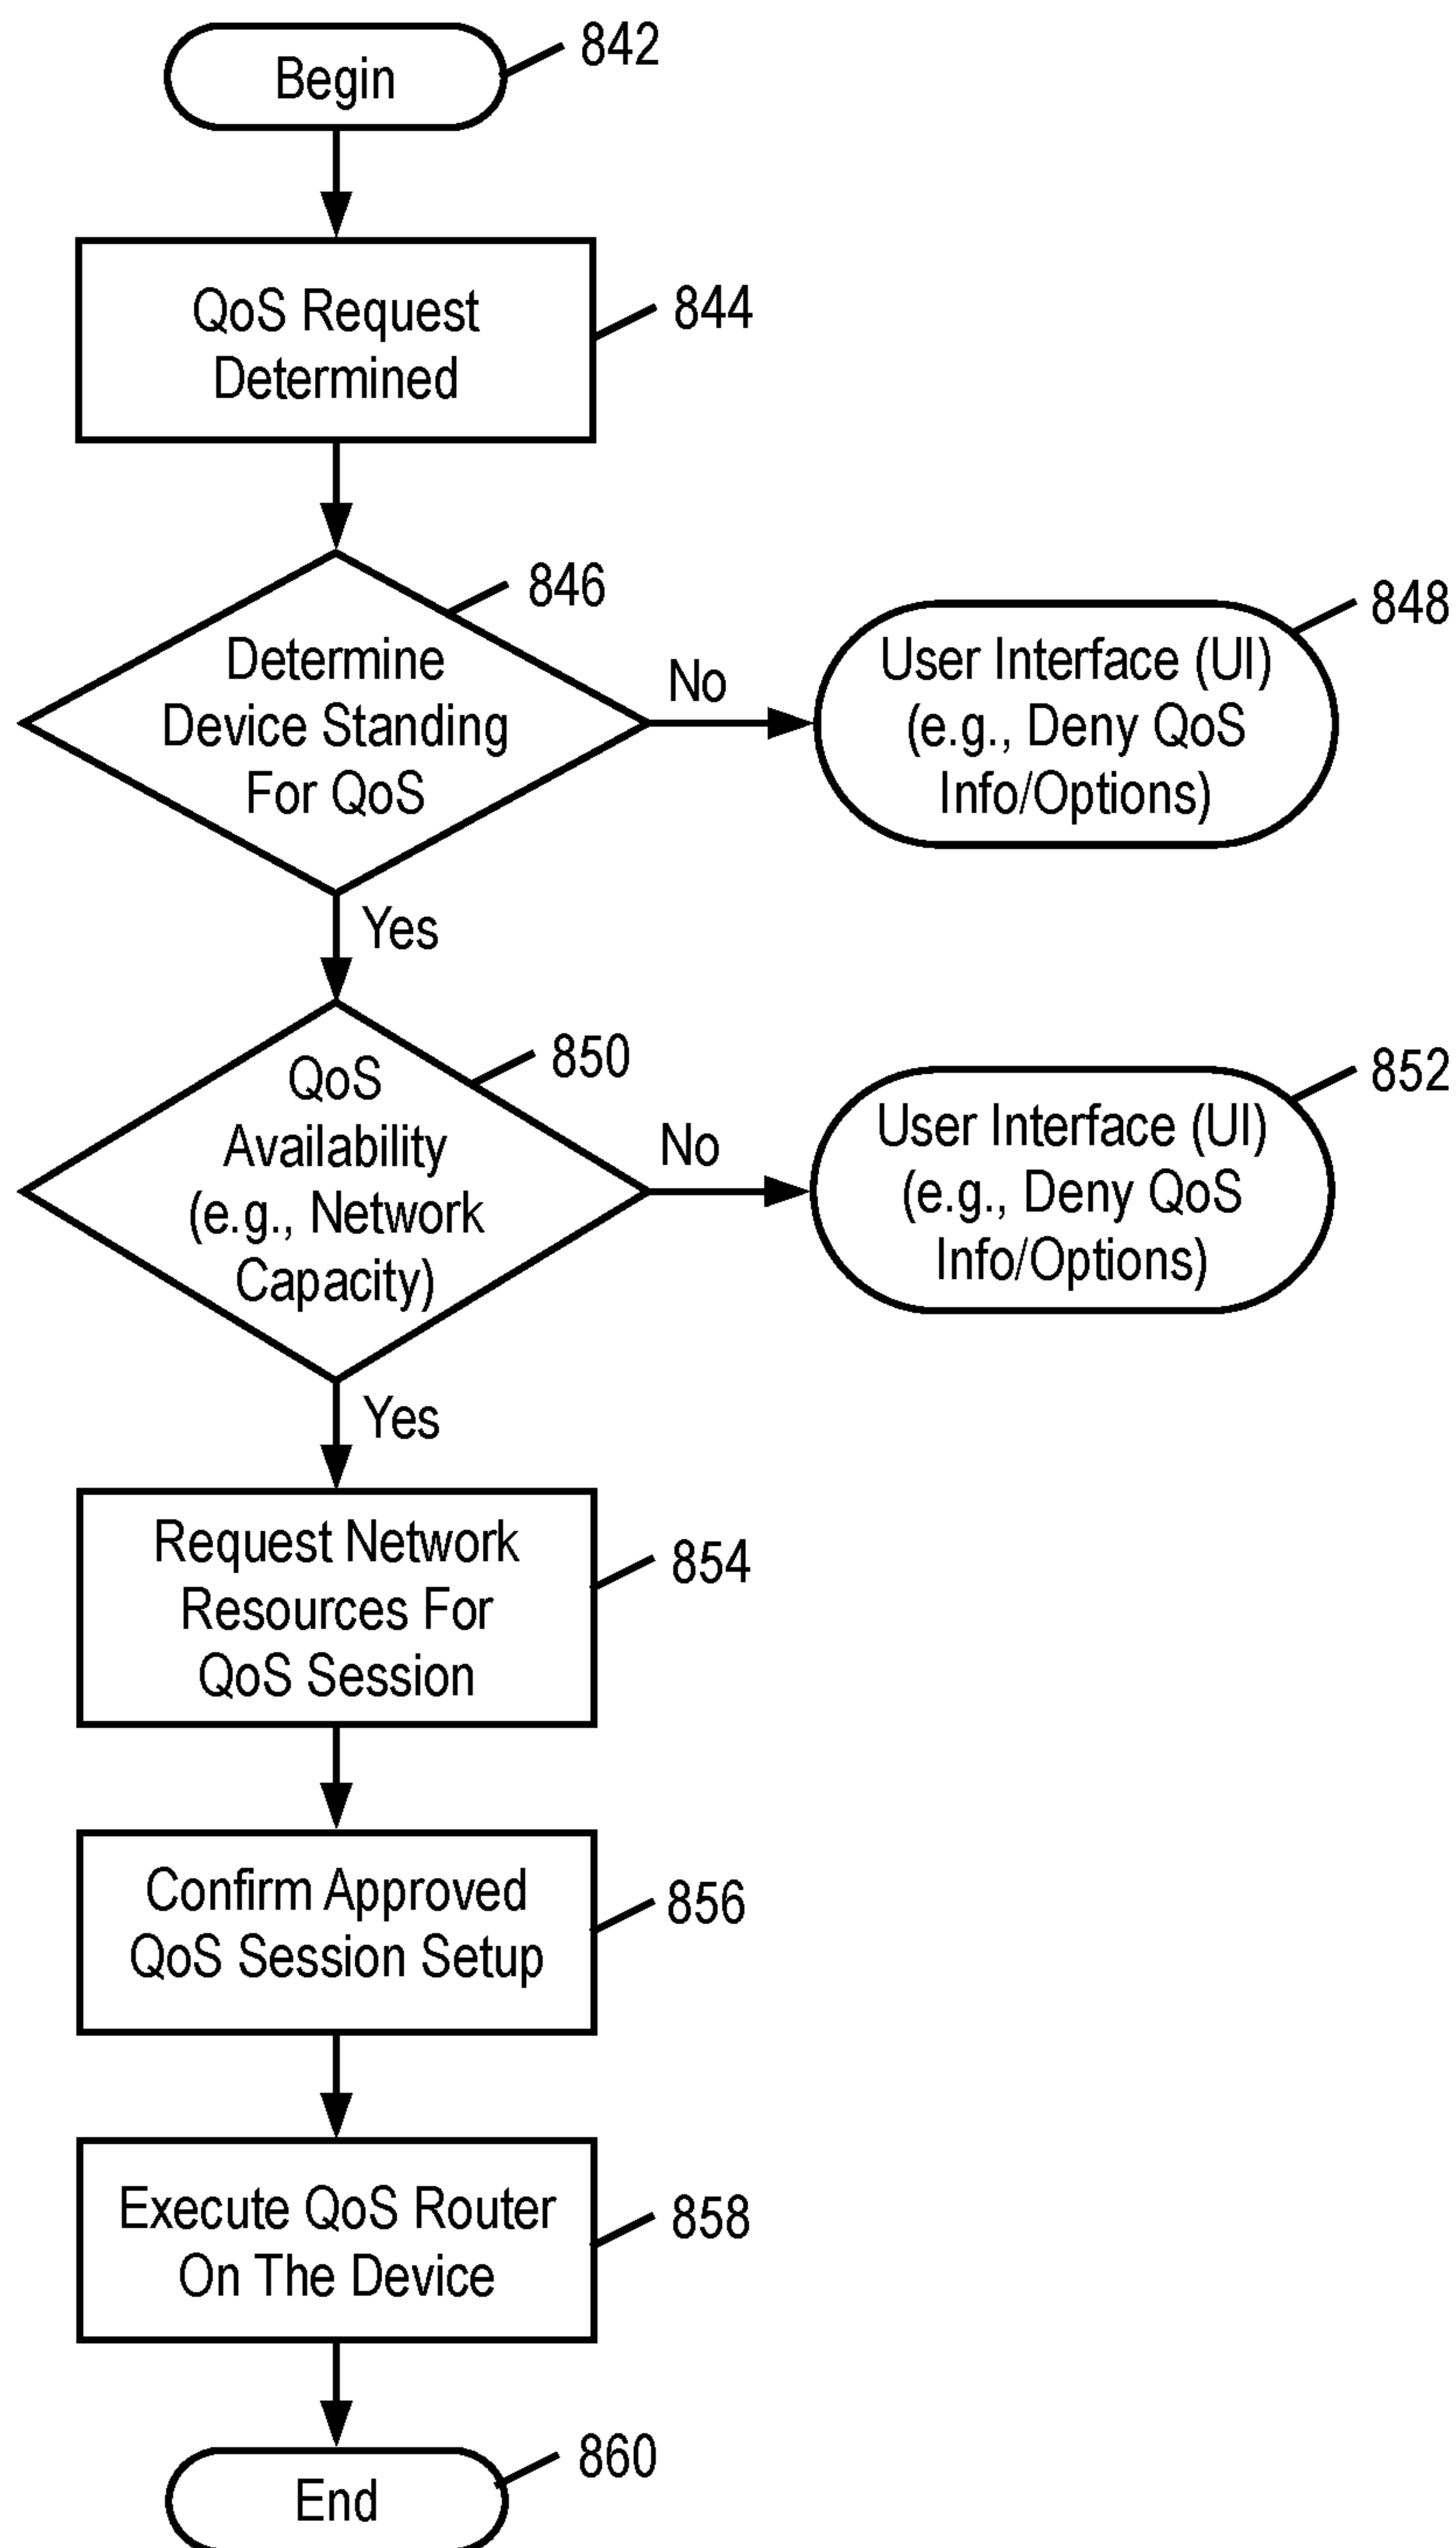 Begin
842
QoS Request
Determined
844
846
Determine
Device Standing
For QoS
No
848
User Interface (UI)
(e.g., Deny QoS
Info/Options)
Yes
850
QoS
Availability
(e.g., Network
Capacity)
No
852
User Interface (UI)
(e.g., Deny QoS
Info/Options)
Yes
Request Network
Resources For
QoS Session
854
Confirm Approved
QoS Session Setup
856
Execute QoS Router
On The Device
858
End
860